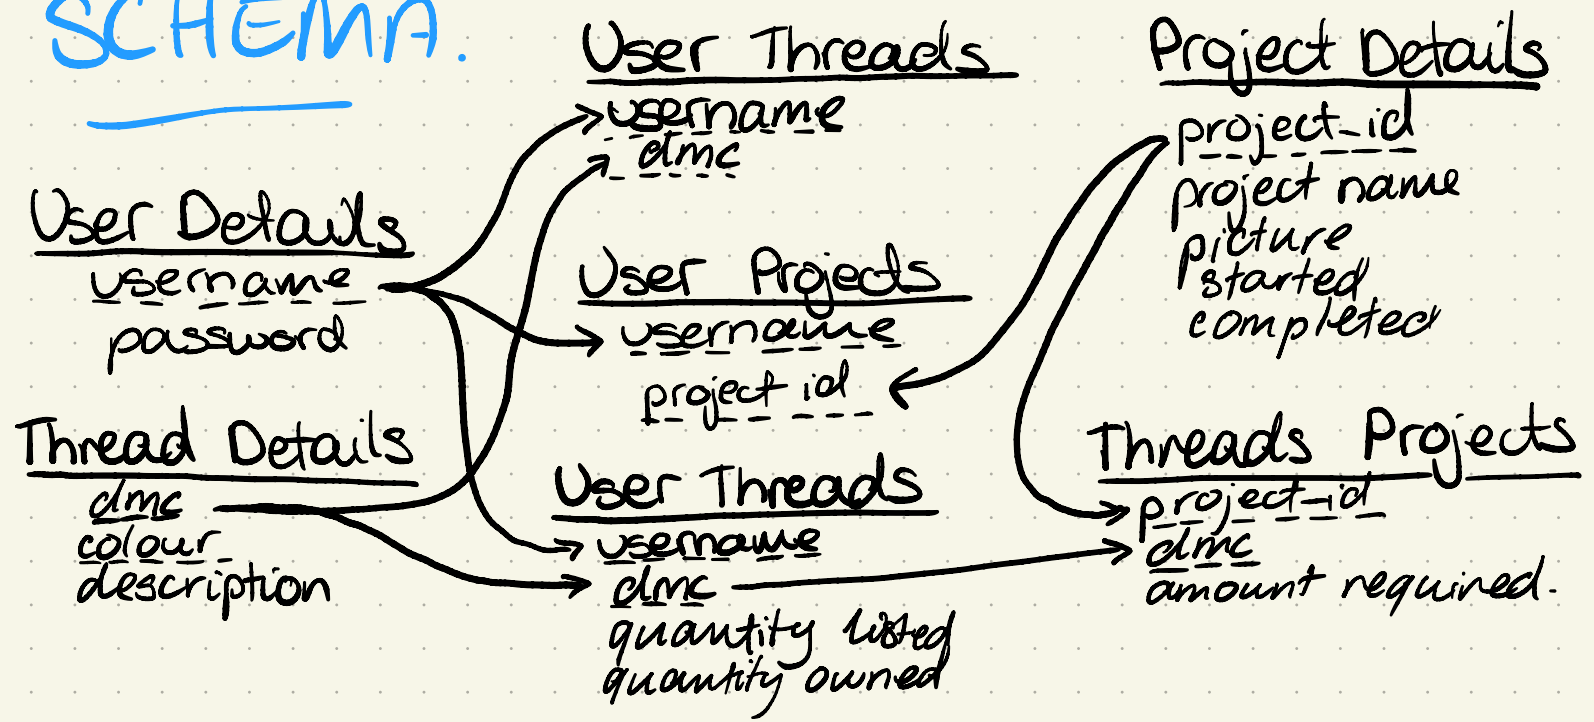 SCHEMA.
User Details
username
password
Thread Details
dmc
colour
description
User Threads
username
dmc
User Projects
username
project id
User Threads
username
dmc
quantity listed
quantity owned
Project Details
project_id
project name
picture
started
completed
Threads Projects
project_id
dmc
amount required.